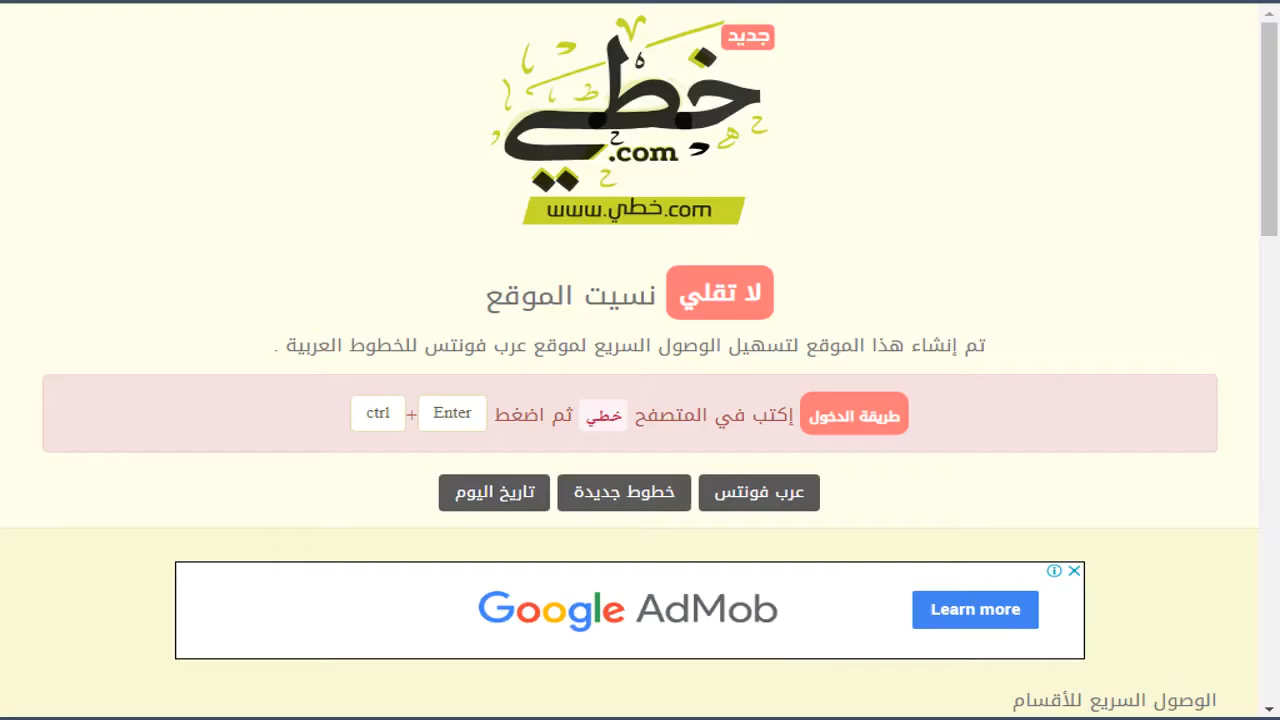 جديد
خطي
.com
www.خطي.com
لا تقلي نسيت الموقع
تم إنشاء هذا الموقع لتسهيل الوصول السريع لموقع عرب فونتس للخطوط العربية .
طريقة الدخول إكتب في المتصفح خطي ثم اضغط Enter + ctrl
عرب فونتس خطوط جديدة تاريخ اليوم
Google AdMob Learn more
الوصول السريع للأقسام